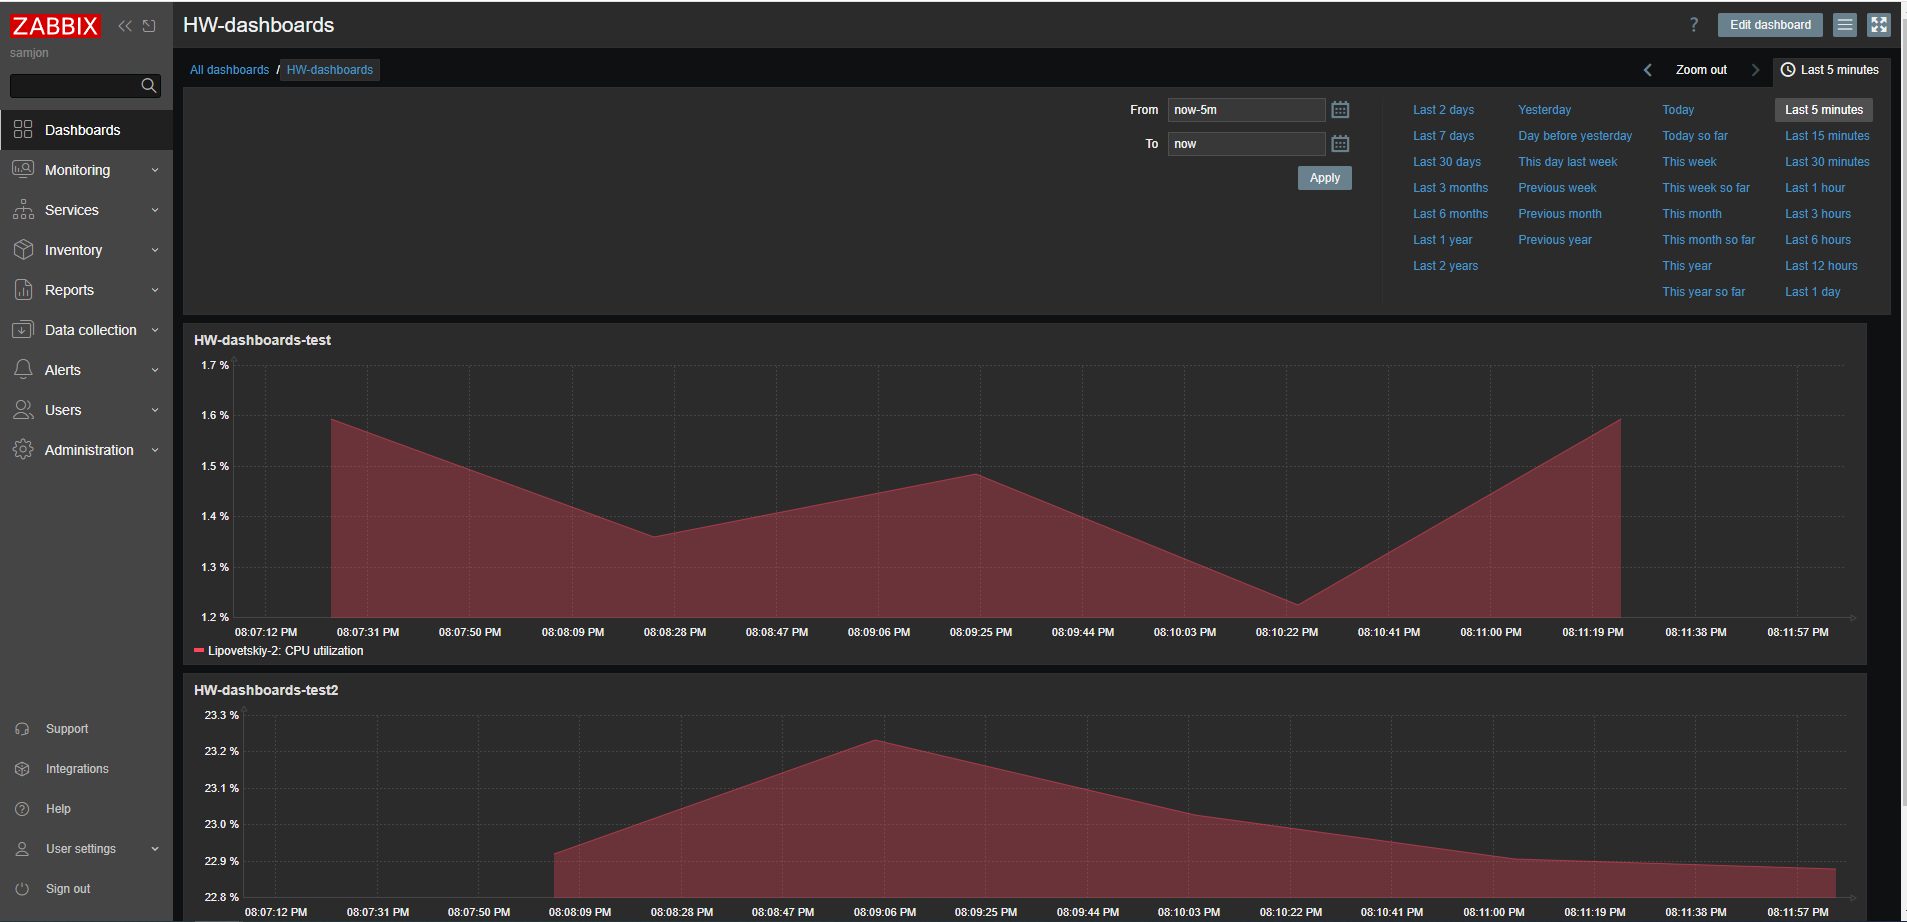 ZABBIX
samjon
Dashboards
Monitoring
Services
Inventory
Reports
Data collection
Alerts
Users
Administration
Support
Integrations
Help
User settings
Sign out
HW-dashboards
? Edit dashboard
All dashboards / HW-dashboards
Zoom out Last 5 minutes
From now-5m
To now
Apply
Last 2 days Yesterday Today Last 5 minutes
Last 7 days Day before yesterday Today so far Last 15 minutes
Last 30 days This day last week This week Last 30 minutes
Last 3 months Previous week This week so far Last 1 hour
Last 6 months Previous month This month Last 3 hours
Last 1 year Previous year This month so far Last 6 hours
Last 2 years This year Last 12 hours
This year so far Last 1 day
HW-dashboards-test
1.7 %
1.6 %
1.5 %
1.4 %
1.3 %
1.2 %
08:07:12 PM 08:07:31 PM 08:07:50 PM 08:08:09 PM 08:08:28 PM 08:08:47 PM 08:09:06 PM 08:09:25 PM 08:09:44 PM 08:10:03 PM 08:10:22 PM 08:10:41 PM 08:11:00 PM 08:11:19 PM 08:11:38 PM 08:11:57 PM
Lipovetskiy-2: CPU utilization
HW-dashboards-test2
23.3 %
23.2 %
23.1 %
23.0 %
22.9 %
22.8 %
08:07:12 PM 08:07:31 PM 08:07:50 PM 08:08:09 PM 08:08:28 PM 08:08:47 PM 08:09:06 PM 08:09:25 PM 08:09:44 PM 08:10:03 PM 08:10:22 PM 08:10:41 PM 08:11:00 PM 08:11:19 PM 08:11:38 PM 08:11:57 PM